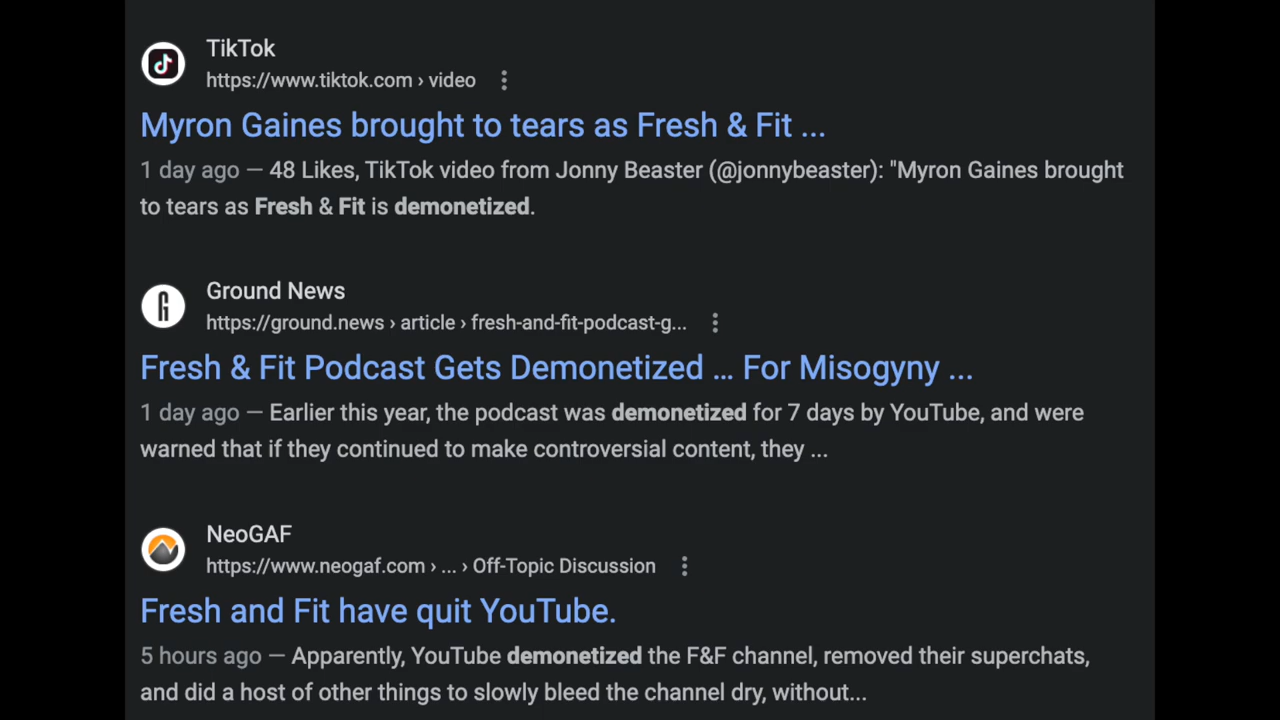 TikTok
https://www.tiktok.com › video
Myron Gaines brought to tears as Fresh & Fit ...
1 day ago — 48 Likes, TikTok video from Jonny Beaster (@jonnybeaster): "Myron Gaines brought
to tears as Fresh & Fit is demonetized.
Ground News
https://ground.news › article › fresh-and-fit-podcast-g...
Fresh & Fit Podcast Gets Demonetized ... For Misogyny ...
1 day ago — Earlier this year, the podcast was demonetized for 7 days by YouTube, and were
warned that if they continued to make controversial content, they ...
NeoGAF
https://www.neogaf.com › ... › Off-Topic Discussion
Fresh and Fit have quit YouTube.
5 hours ago — Apparently, YouTube demonetized the F&F channel, removed their superchats,
and did a host of other things to slowly bleed the channel dry, without...